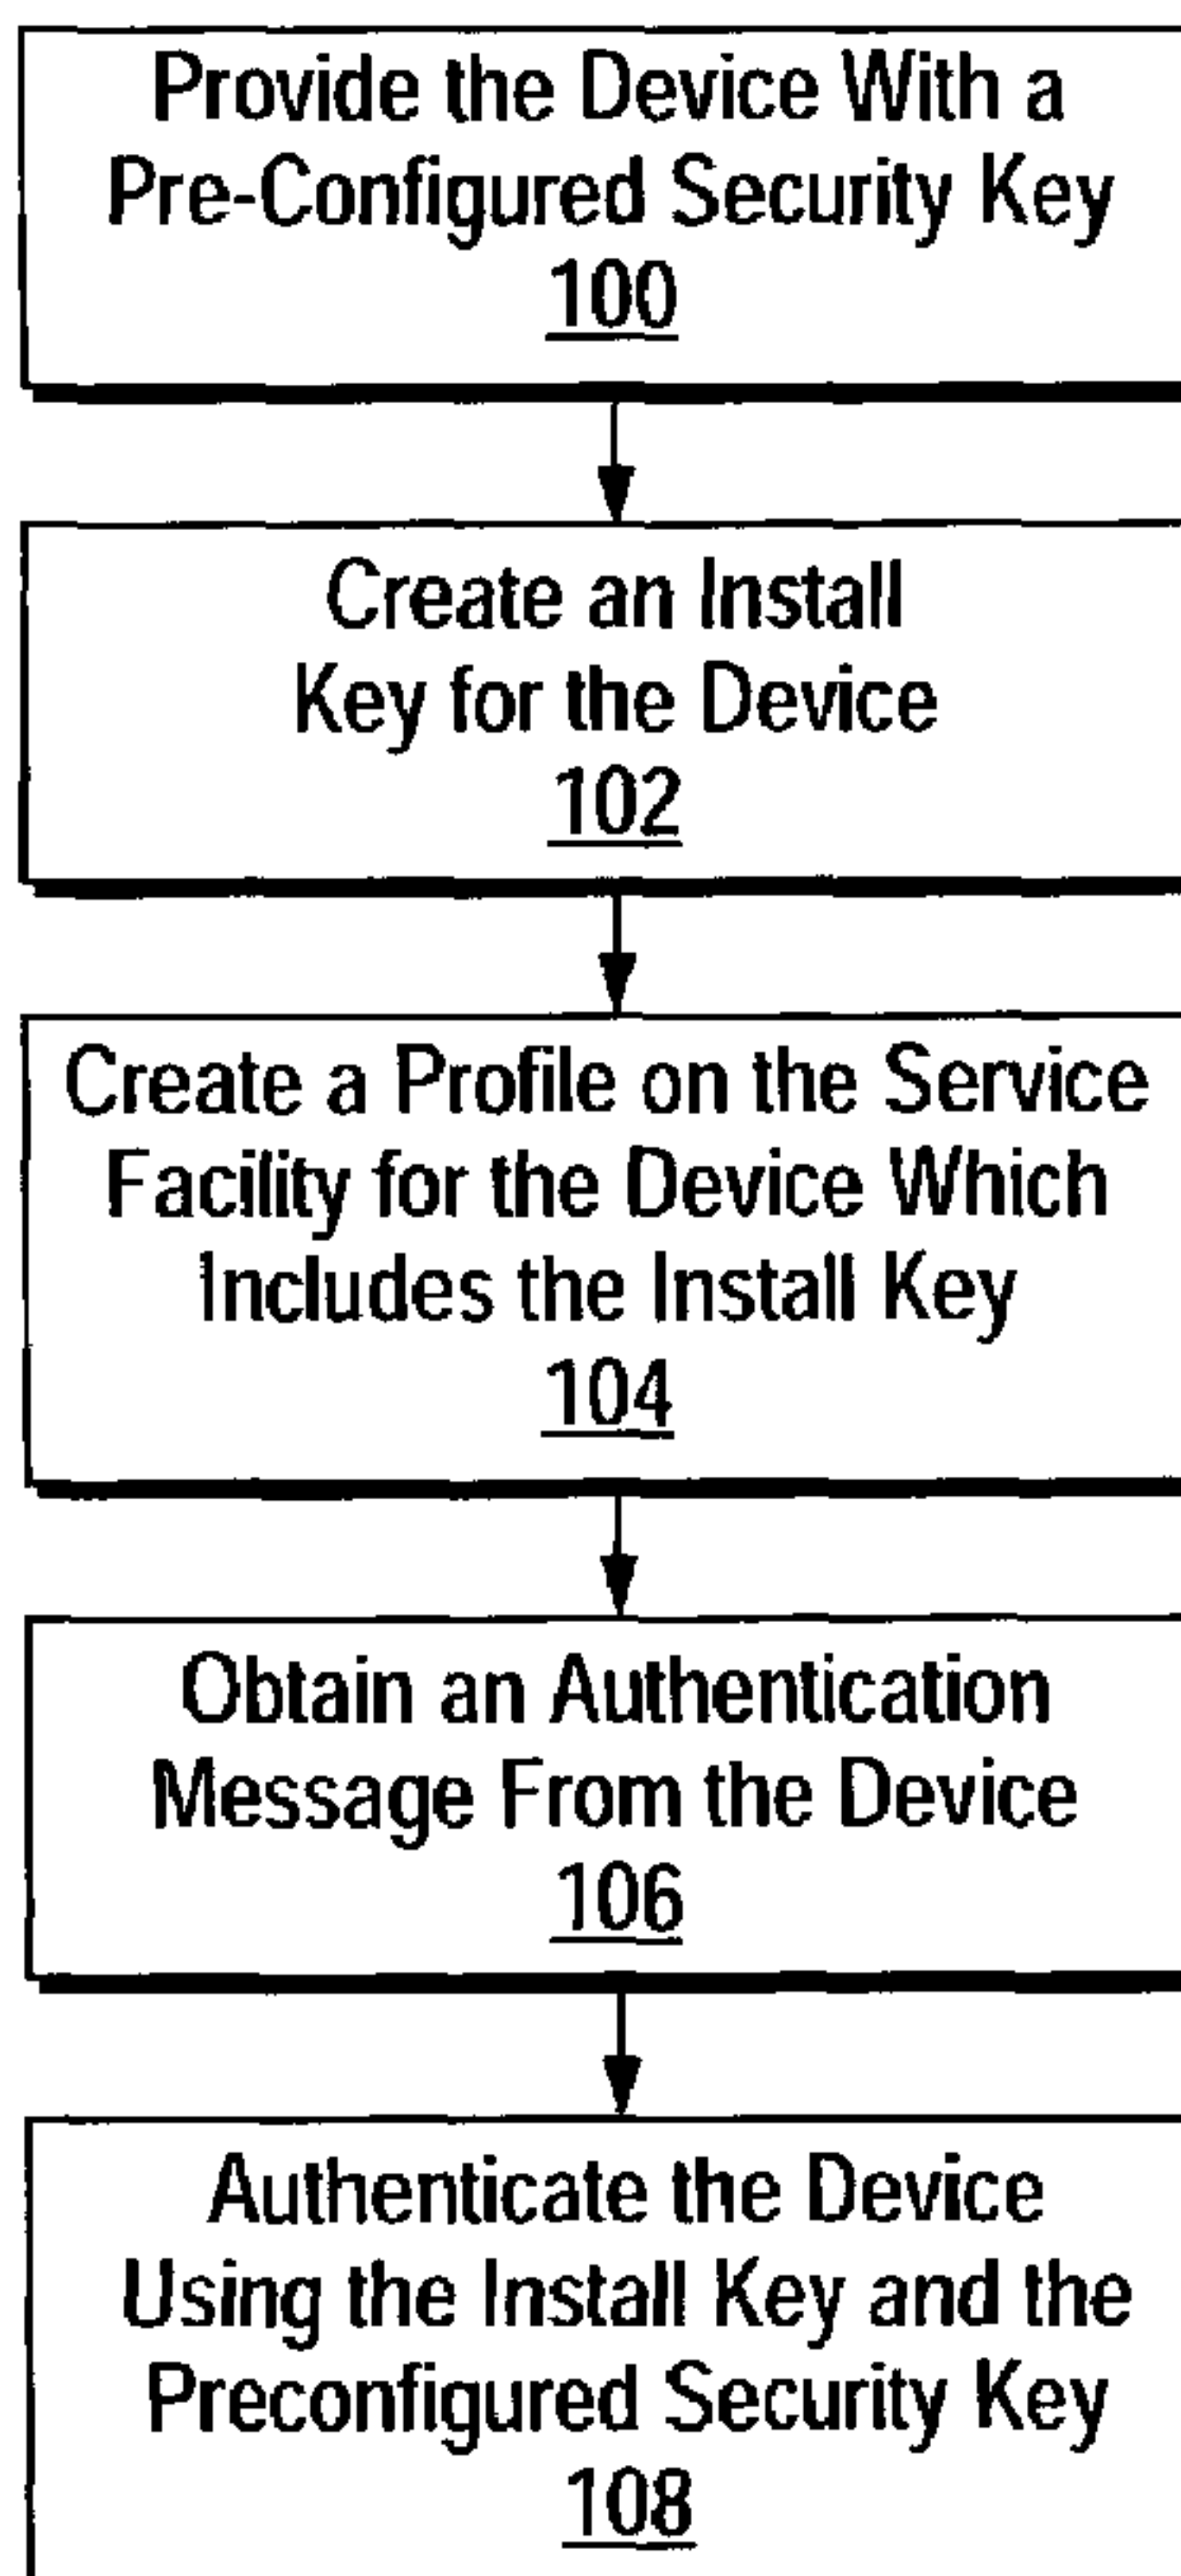 Provide the Device With a
Pre-Configured Security Key
100
Create an Install
Key for the Device
102
Create a Profile on the Service
Facility for the Device Which
Includes the Install Key
104
Obtain an Authentication
Message From the Device
106
Authenticate the Device
Using the Install Key and the
Preconfigured Security Key
108